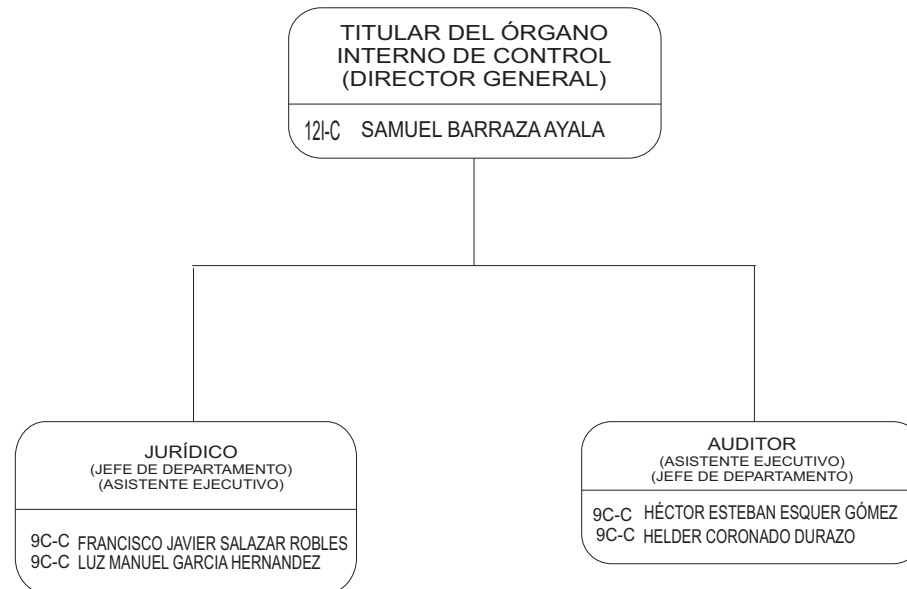 TITULAR DEL ÓRGANO
INTERNO DE CONTROL
(DIRECTOR GENERAL)
12I-C SAMUEL BARRAZA AYALA
JURÍDICO
(JEFE DE DEPARTAMENTO)
(ASISTENTE EJECUTIVO)
9C-C FRANCISCO JAVIER SALAZAR ROBLES
9C-C LUZ MANUEL GARCIA HERNANDEZ
AUDITOR
(ASISTENTE EJECUTIVO)
(JEFE DE DEPARTAMENTO)
9C-C HÉCTOR ESTEBAN ESQUER GÓMEZ
9C-C HELDER CORONADO DURAZO